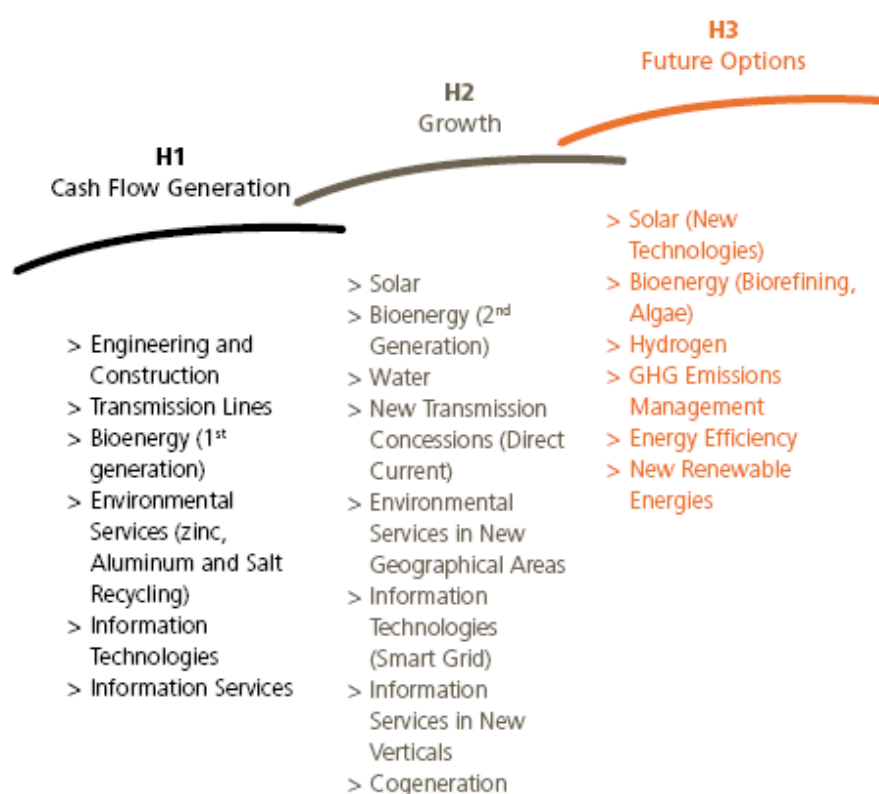 H1
Cash Flow Generation
> Engineering and
Construction
> Transmission Lines
> Bioenergy (1st
generation)
> Environmental
Services (zinc,
Aluminum and Salt
Recycling)
> Information
Technologies
> Information Services
H2
Growth
> Solar
> Bioenergy (2nd
Generation)
> Water
> New Transmission
Concessions (Direct
Current)
> Environmental
Services in New
Geographical Areas
> Information
Technologies
(Smart Grid)
> Information
Services in New
Verticals
> Cogeneration
H3
Future Options
> Solar (New
Technologies)
> Bioenergy (Biorefining,
Algae)
> Hydrogen
> GHG Emissions
Management
> Energy Efficiency
> New Renewable
Energies